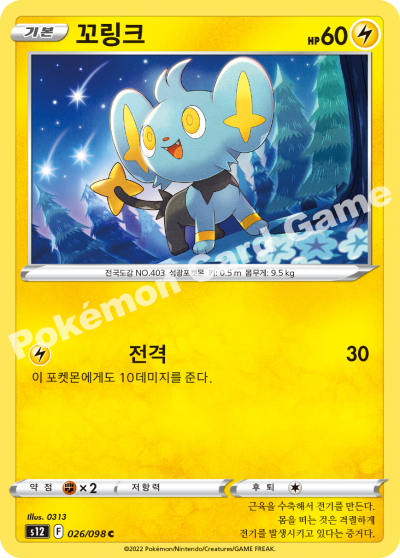 기본 꼬링크 HP 60
전국도감 NO.403 섬광포켓몬 키: 0.5 m 몸무게: 9.5 kg
Pokémon Card Game
전격 30
이 포켓몬에게도 10데미지를 준다.
약점 ×2 저항력 후퇴
Illus. 0313
s12 F 026/098 C
근육을 수축해서 전기를 만든다.
몸을 떠는 것은 격렬하게
전기를 발생시키고 있다는 증거다.
©2022 Pokémon/Nintendo/Creatures/GAME FREAK.